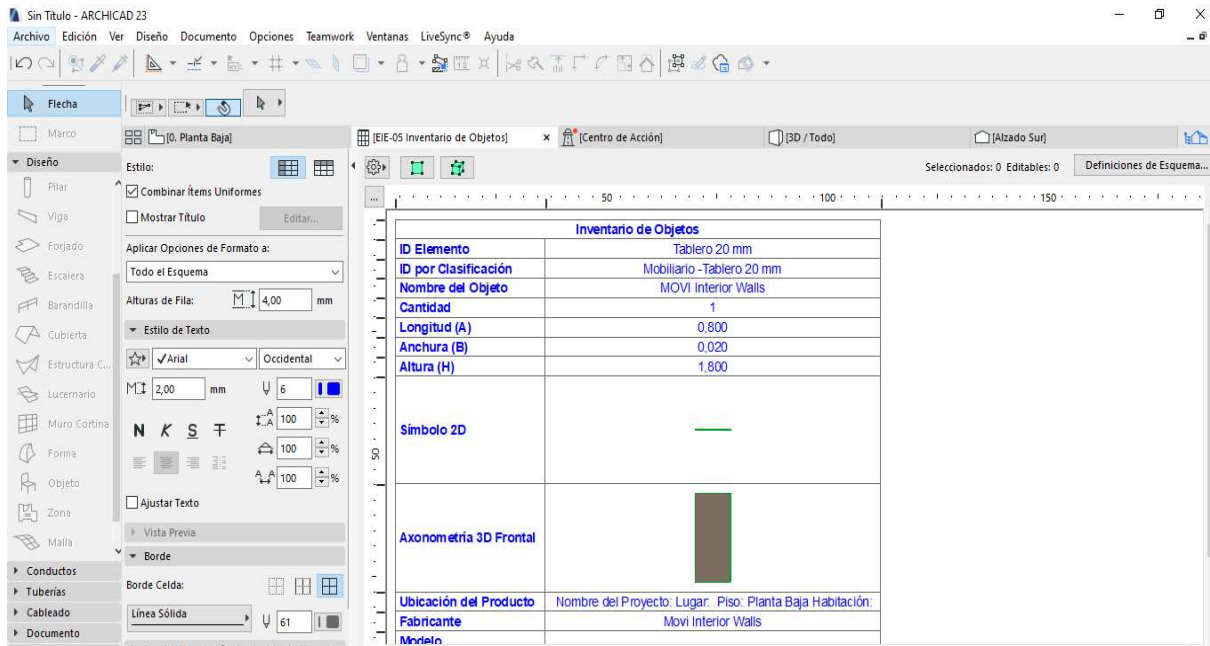 Sin Título - ARCHICAD 23
Archivo Edición Ver Diseño Documento Opciones Teamwork Ventanas LiveSync® Ayuda
Flecha
Marco
Diseño
Pilar
Viga
Forjado
Escalera
Barandilla
Cubierta
Estructura C...
Lucernario
Muro Cortina
Forma
Objeto
Zona
Malla
Conductos
Tuberías
Cableado
Documento
[0. Planta Baja]
[EIE-05 Inventario de Objetos]
[Centro de Acción]
[3D / Todo]
[Alzado Sur]
Estilo:
Combinar Ítems Uniformes
Mostrar Título Editar...
Aplicar Opciones de Formato a:
Todo el Esquema
Alturas de Fila: 4,00 mm
Estilo de Texto
Arial Occidental
2,00 mm 6
N K S T 100 %
100 %
100 %
Ajustar Texto
Vista Previa
Borde
Borde Celda:
Línea Sólida 61
Seleccionados: 0 Editables: 0 Definiciones de Esquema...
... 50 100 150
50
Inventario de Objetos
ID Elemento Tablero 20 mm
ID por Clasificación Mobiliario -Tablero 20 mm
Nombre del Objeto MOVI Interior Walls
Cantidad 1
Longitud (A) 0,800
Anchura (B) 0,020
Altura (H) 1,800
Símbolo 2D
Axonometría 3D Frontal
Ubicación del Producto Nombre del Proyecto: Lugar: Piso: Planta Baja Habitación:
Fabricante Movi Interior Walls
Modelo